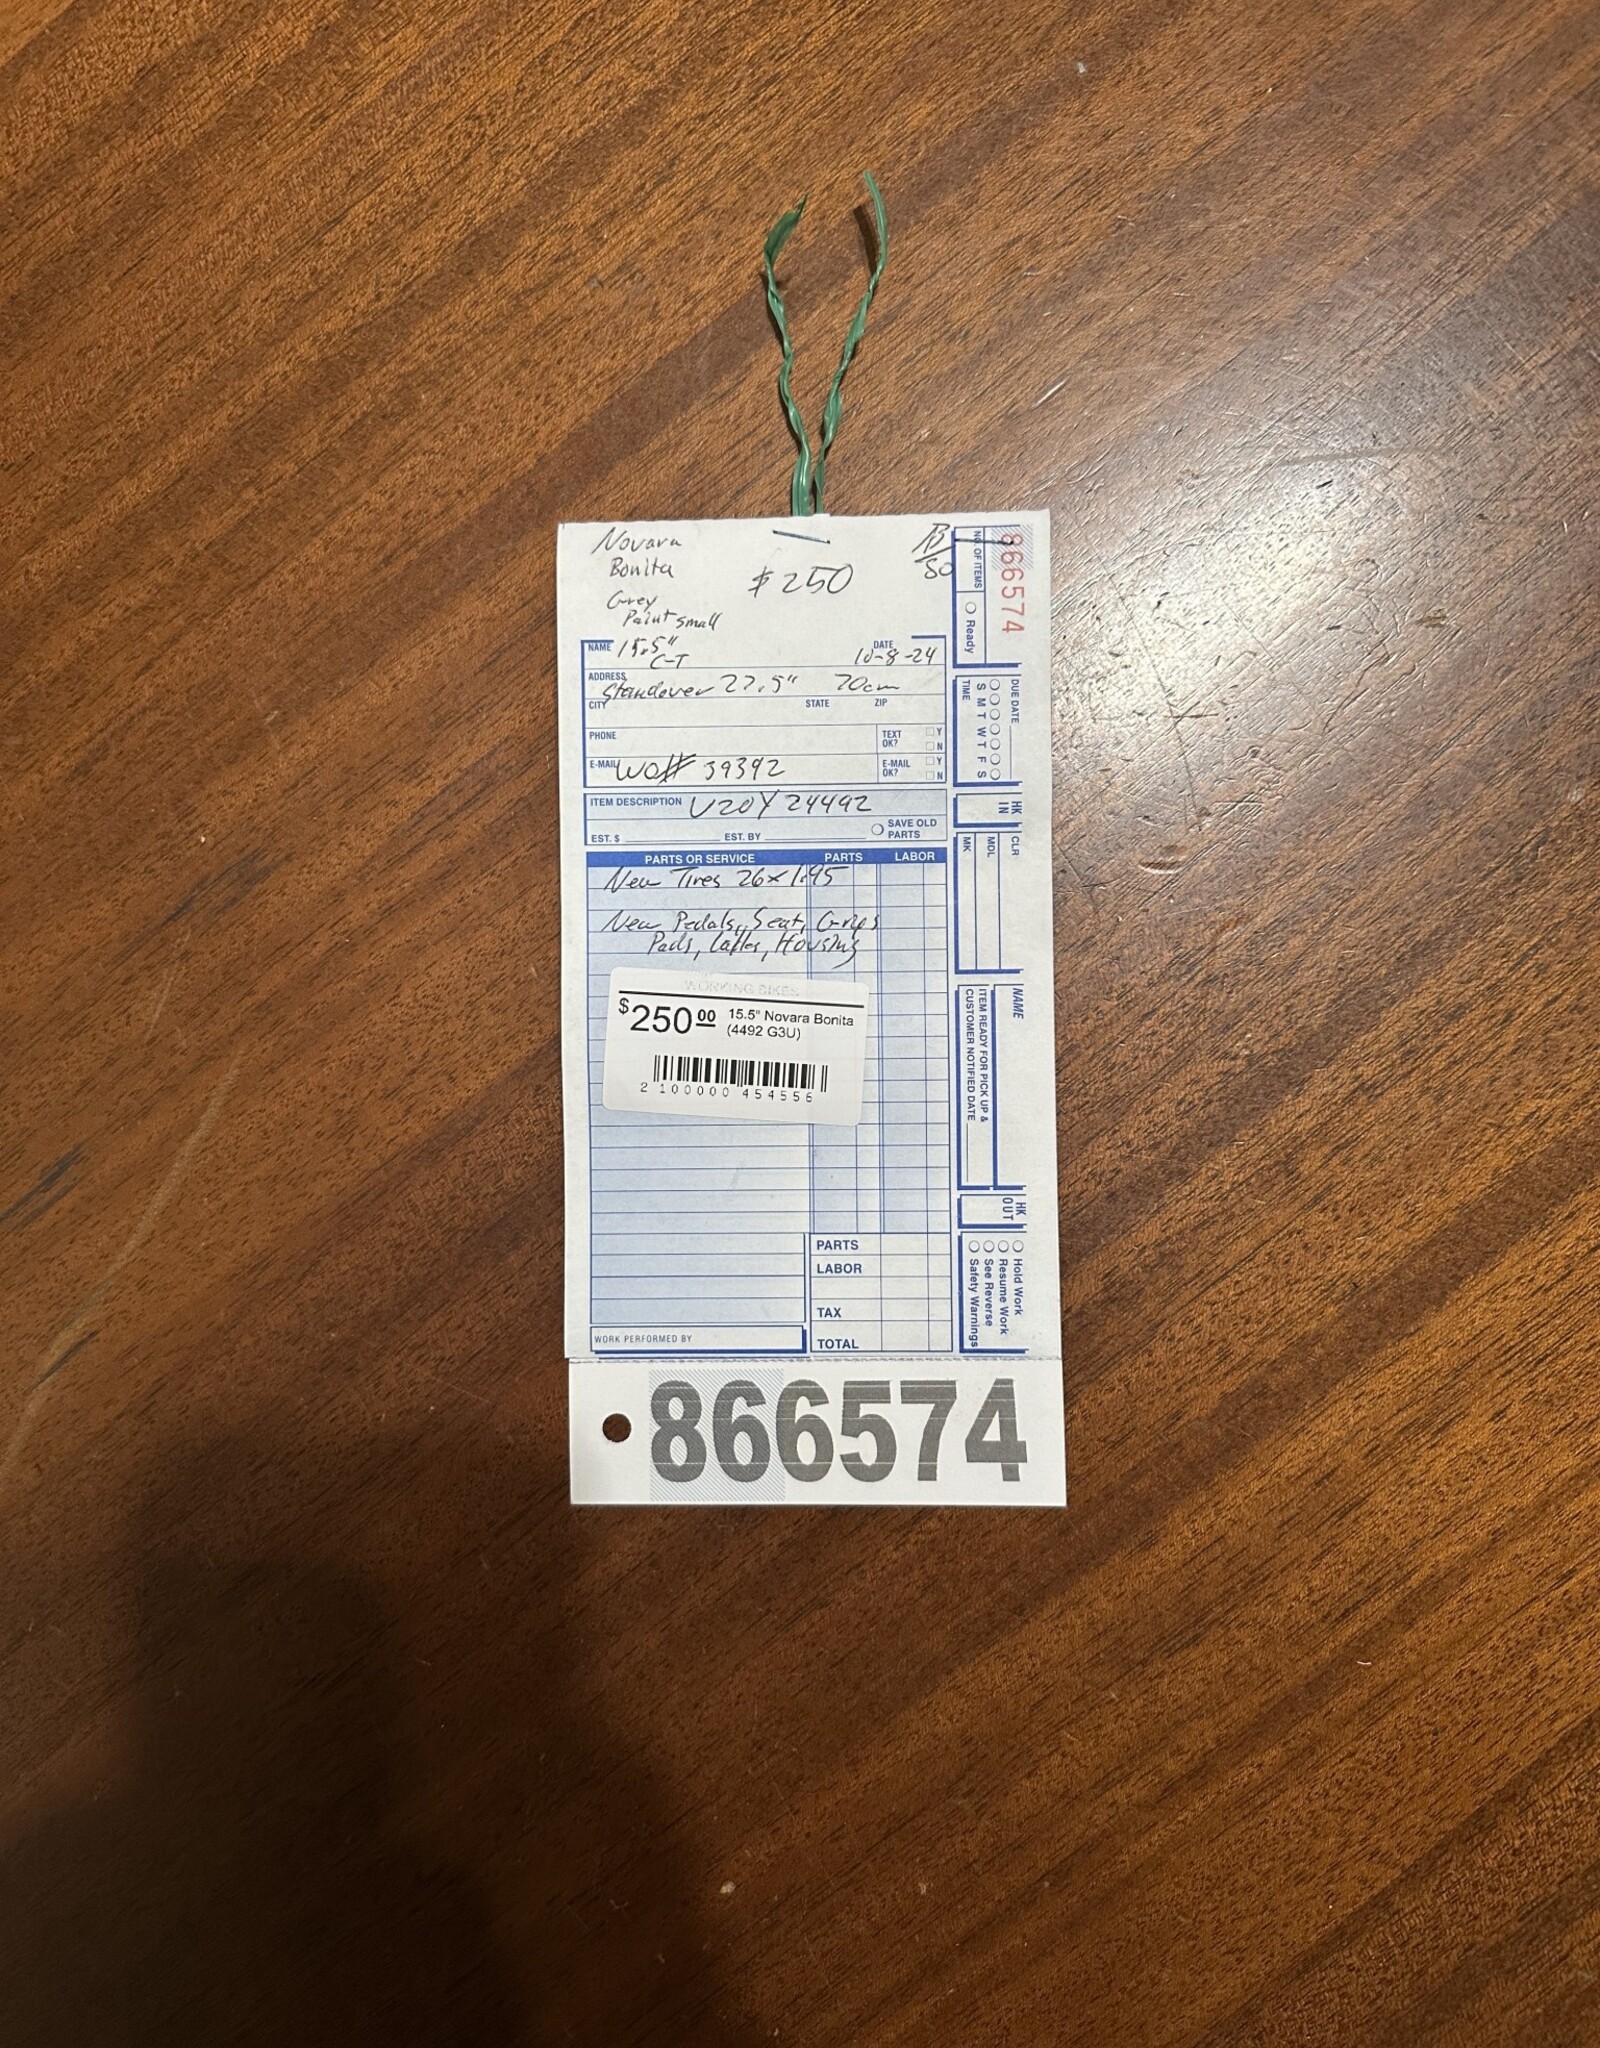 Novara
Bonita
Grey
Paint small
$250
RB
80
NAME 15.5"
C-T
DATE
10-8-24
ADDRESS
Standover 27.5" 70cm
CITY STATE ZIP
PHONE
TEXT OK? Y N
E-MAIL WO# 39392
E-MAIL OK? Y N
ITEM DESCRIPTION U20Y24492
EST. $ EST. BY
SAVE OLD PARTS
PARTS OR SERVICE PARTS LABOR
New Tires 26x1.95
New Pedals, Seat, Grips
Pads, Cables, Housing
WORKING BIKES
$250.00 15.5" Novara Bonita
(4492 G3U)
2 100000 454556
PARTS
LABOR
TAX
TOTAL
WORK PERFORMED BY
866574
866574
NO. OF ITEMS
Ready
DUE DATE
S M T W T F S
TIME
HK IN
CLR
MDL
MK
NAME
ITEM READY FOR PICK UP &
CUSTOMER NOTIFIED DATE
HK OUT
Hold Work
Resume Work
See Reverse
Safety Warnings